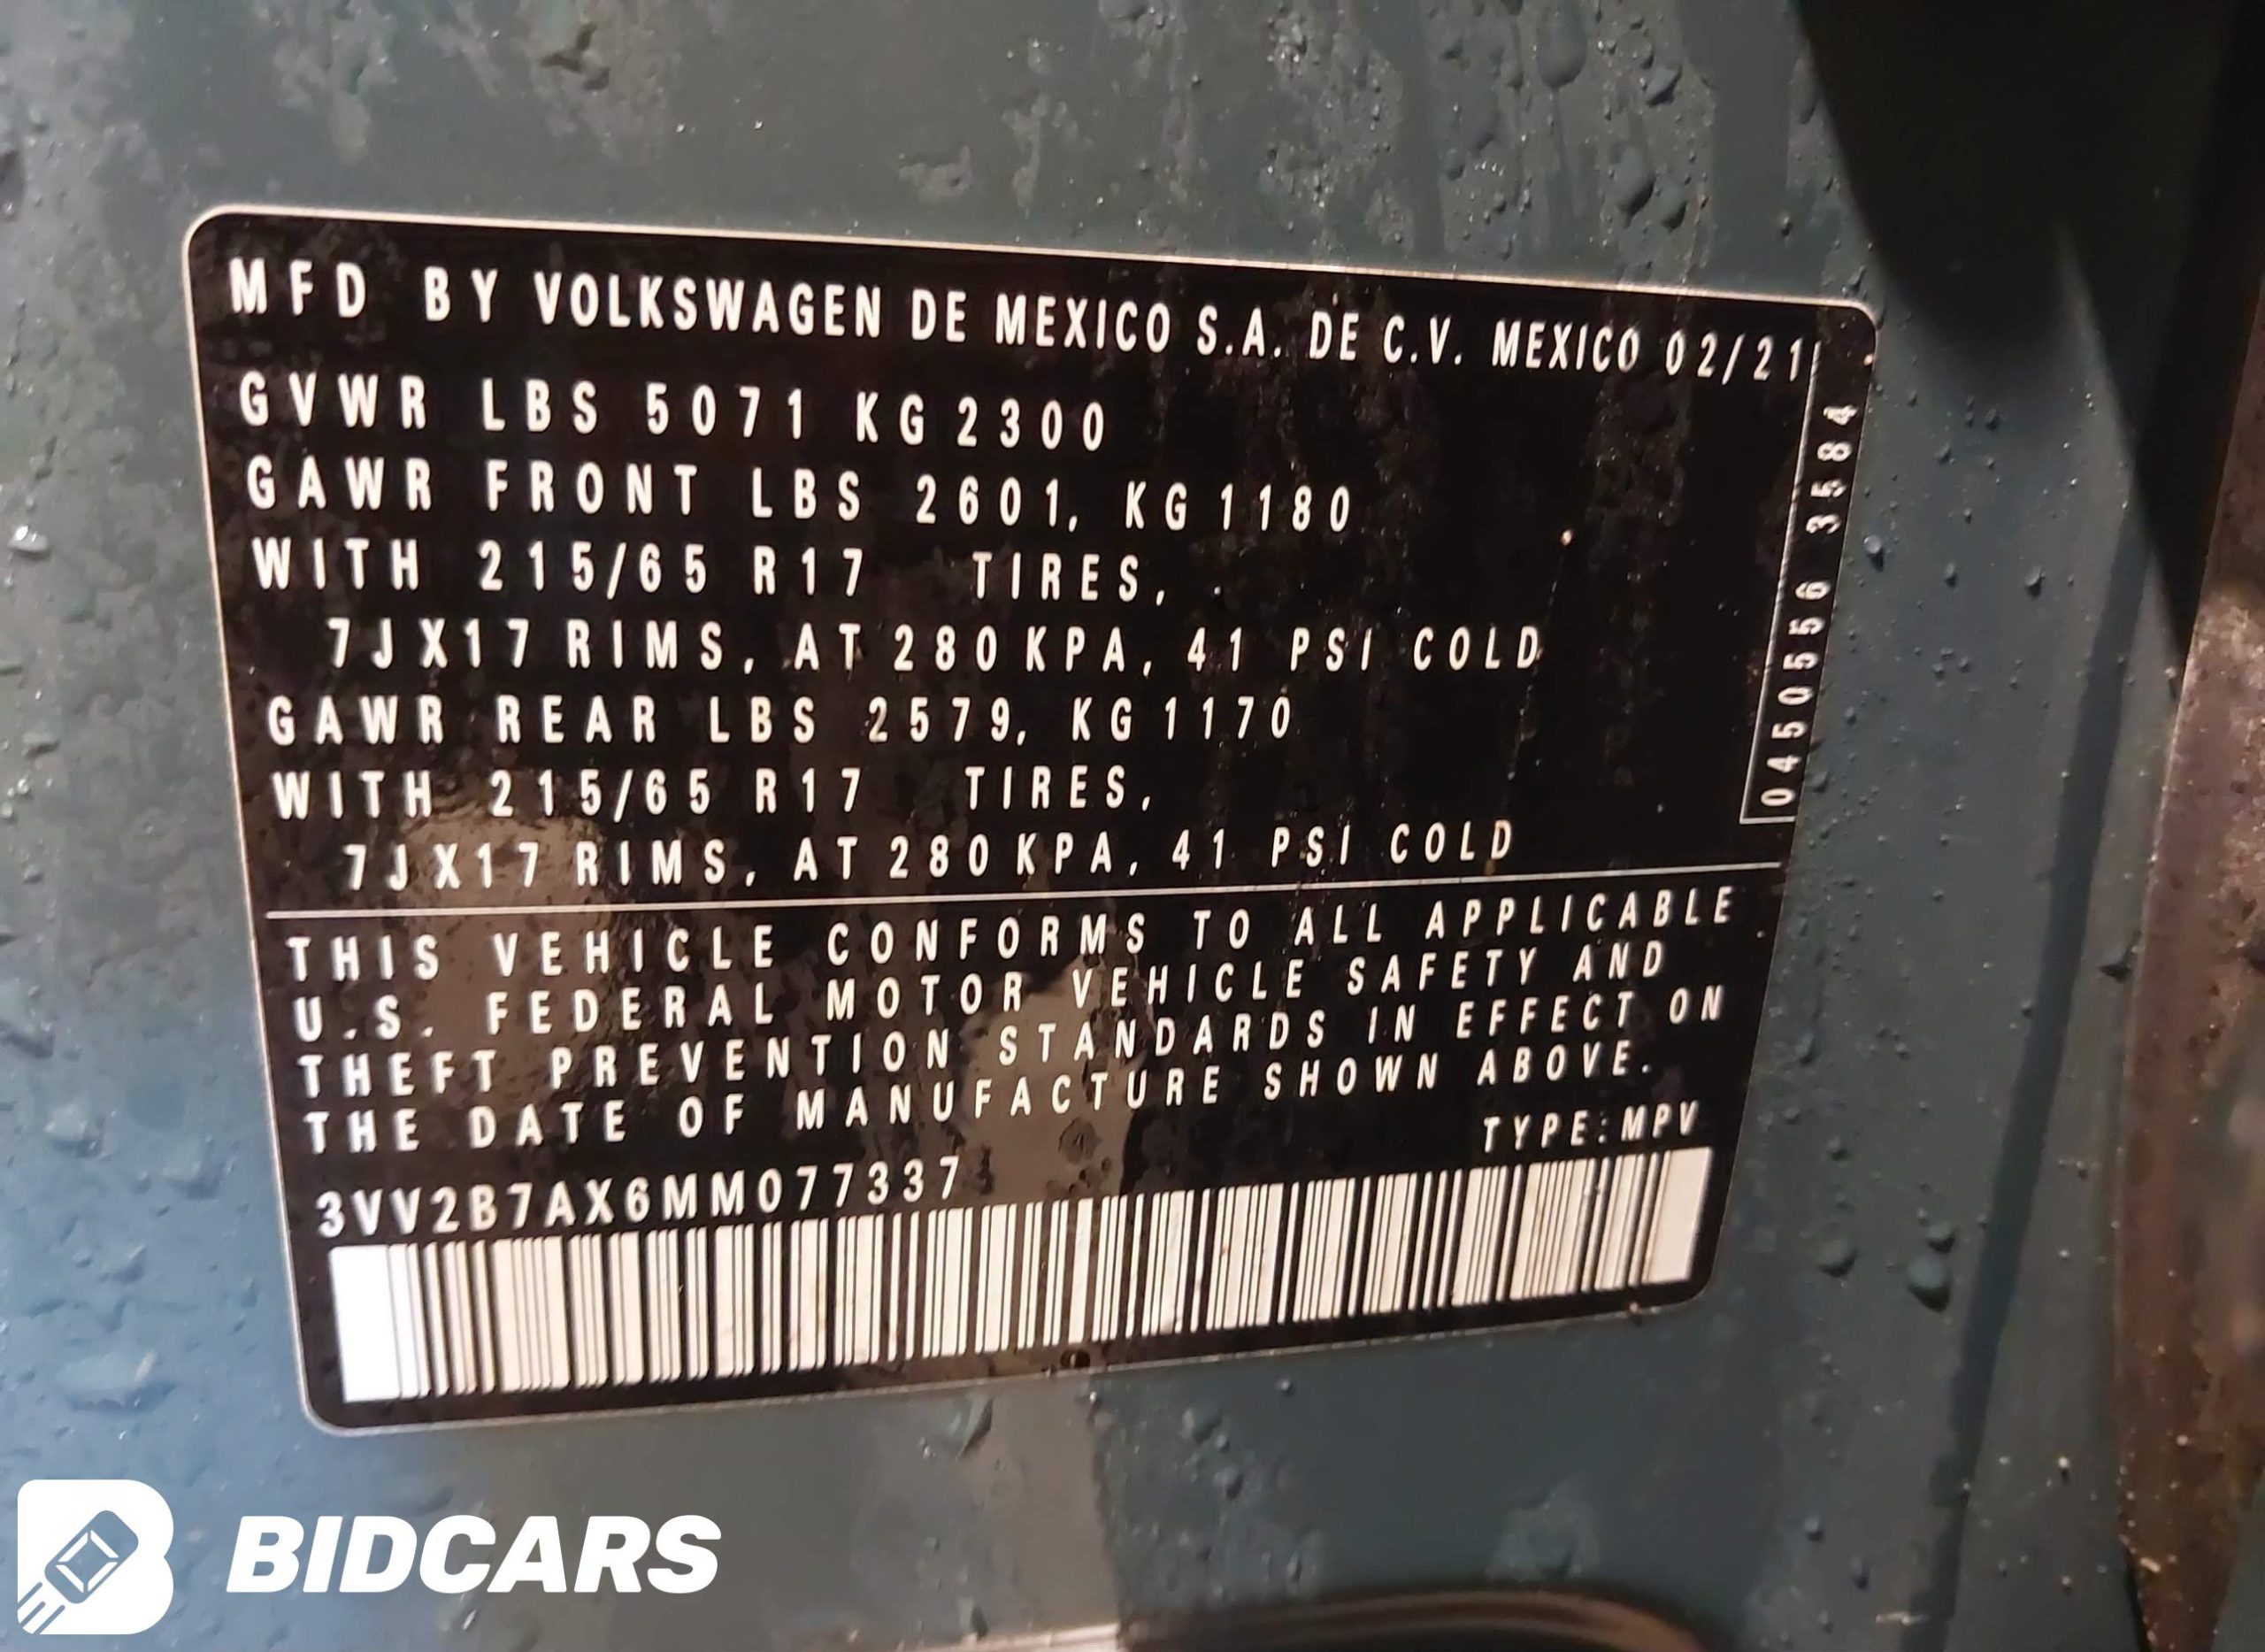 MFD BY VOLKSWAGEN DE MEXICO S.A. DE C.V. MEXICO 02/21
GVWR LBS 5071 KG 2300
GAWR FRONT LBS 2601, KG 1180
WITH 215/65 R17 TIRES,
7JX17 RIMS, AT 280 KPA, 41 PSI COLD
GAWR REAR LBS 2579, KG 1170
WITH 215/65 R17 TIRES,
7JX17 RIMS, AT 280 KPA, 41 PSI COLD
0450556 3584
THIS VEHICLE CONFORMS TO ALL APPLICABLE
U.S. FEDERAL MOTOR VEHICLE SAFETY AND
THEFT PREVENTION STANDARDS IN EFFECT ON
THE DATE OF MANUFACTURE SHOWN ABOVE.
TYPE: MPV
3VV2B7AX6MM077337
BIDCARS